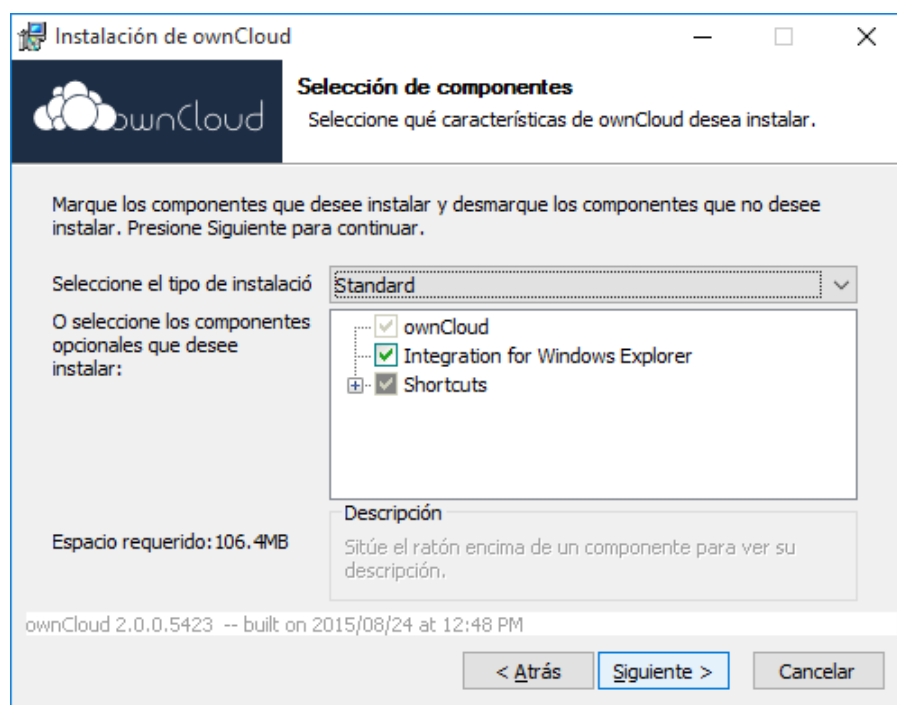 Instalación de ownCloud
ownCloud
Selección de componentes
Seleccione qué características de ownCloud desea instalar.
Marque los componentes que desee instalar y desmarque los componentes que no desee
instalar. Presione Siguiente para continuar.
Seleccione el tipo de instalació
Standard
O seleccione los componentes
opcionales que desee
instalar:
ownCloud
Integration for Windows Explorer
Shortcuts
Espacio requerido: 106.4MB
Descripción
Sitúe el ratón encima de un componente para ver su
descripción.
ownCloud 2.0.0.5423 -- built on 2015/08/24 at 12:48 PM
< Atrás
Siguiente >
Cancelar